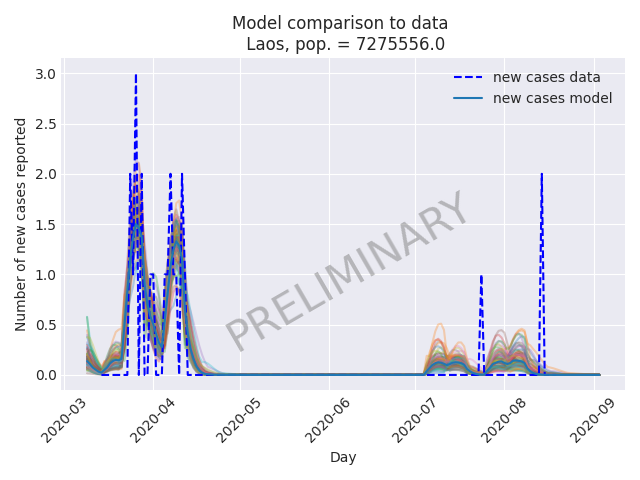 Model comparison to data
Laos, pop. = 7275556.0
new cases data
new cases model
Number of new cases reported
3.0
2.5
2.0
1.5
1.0
0.5
0.0
PRELIMINARY
2020-03
2020-04
2020-05
2020-06
2020-07
2020-08
2020-09
Day